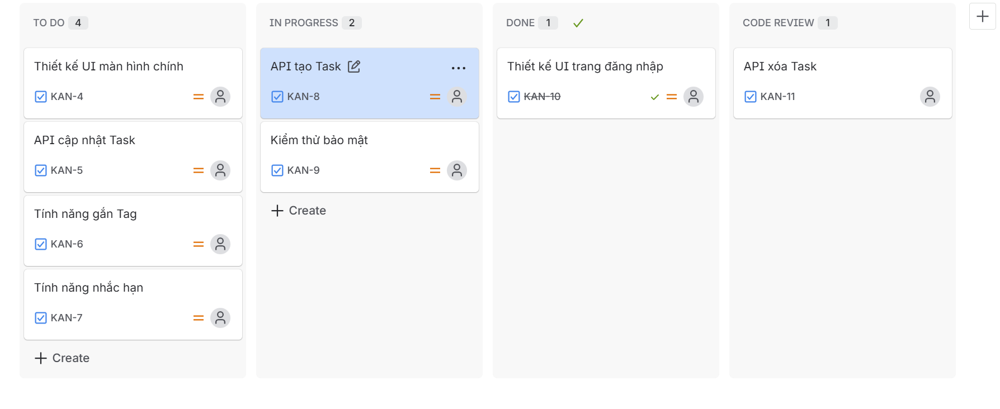 TO DO 4
Thiết kế UI màn hình chính
KAN-4
API cập nhật Task
KAN-5
Tính năng gắn Tag
KAN-6
Tính năng nhắc hạn
KAN-7
Create
IN PROGRESS 2
API tạo Task
KAN-8
Kiểm thử bảo mật
KAN-9
Create
DONE 1
Thiết kế UI trang đăng nhập
KAN-10
CODE REVIEW 1
API xóa Task
KAN-11